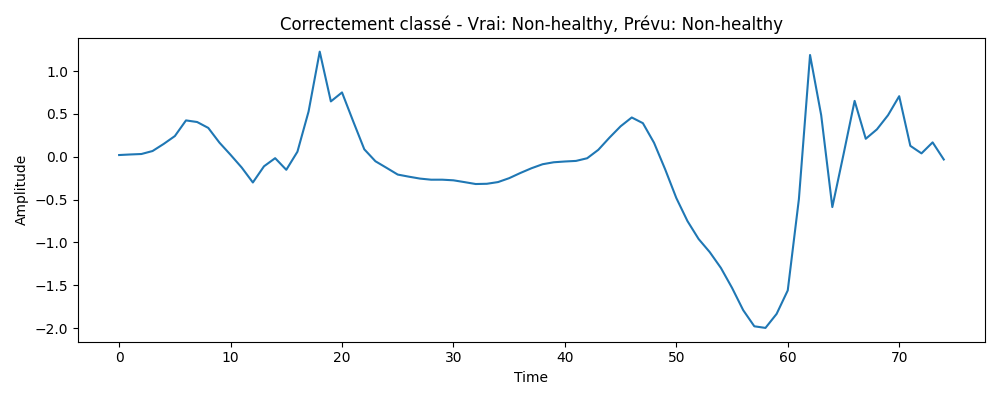 Correctement classé - Vrai: Non-healthy, Prévu: Non-healthy
Amplitude
1.0
0.5
0.0
−0.5
−1.0
−1.5
−2.0
0 10 20 30 40 50 60 70
Time